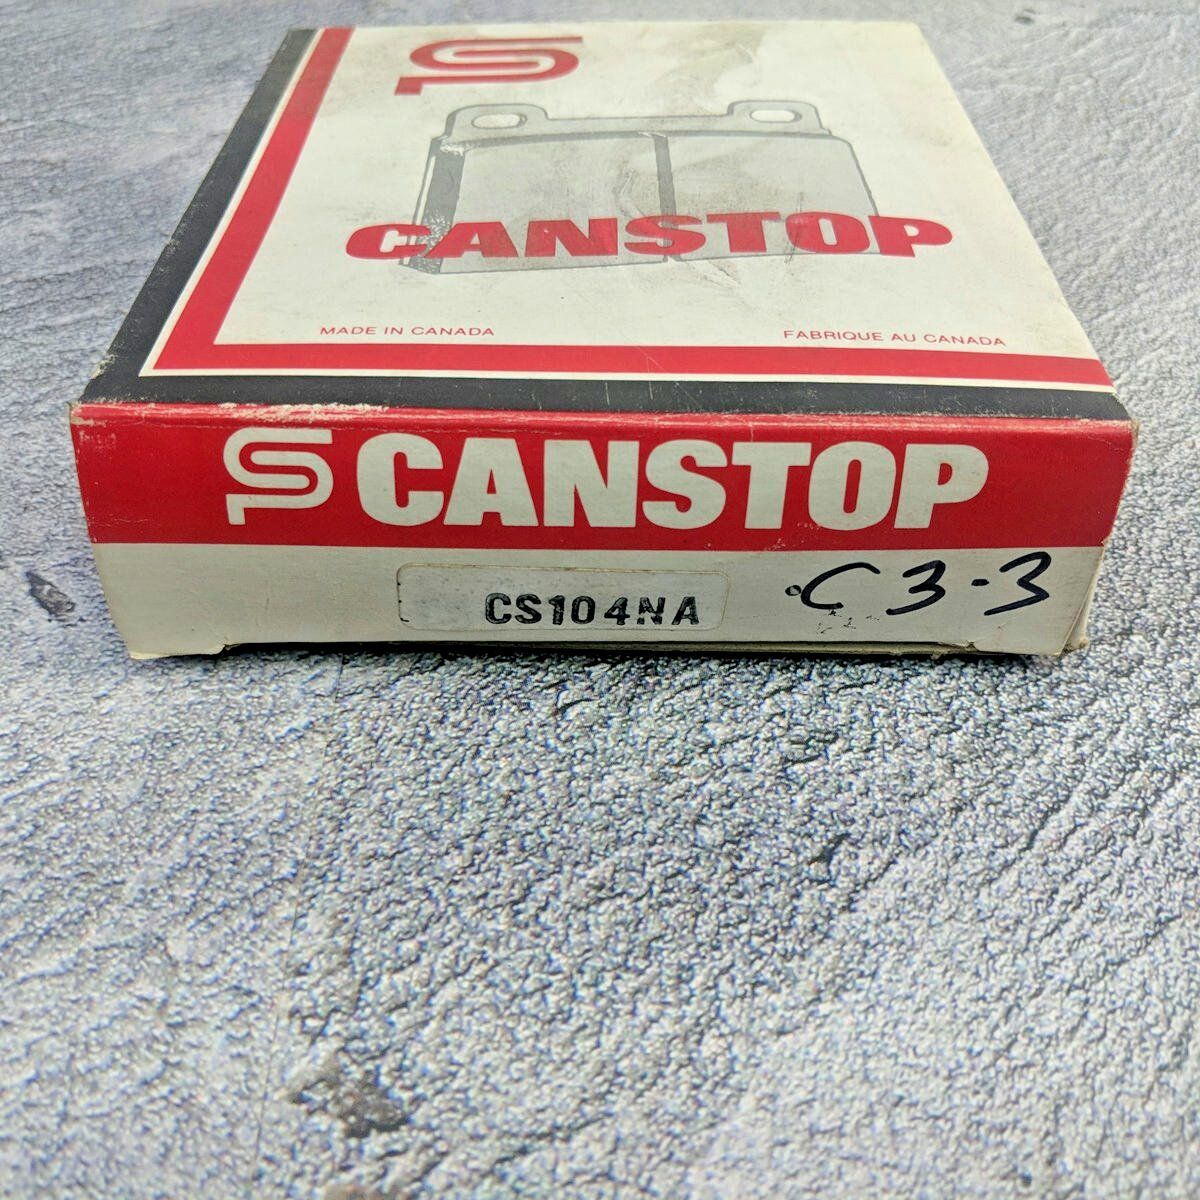 CANSTOP
MADE IN CANADA
FABRIQUE AU CANADA
CANSTOP
CS104NA
C3-3